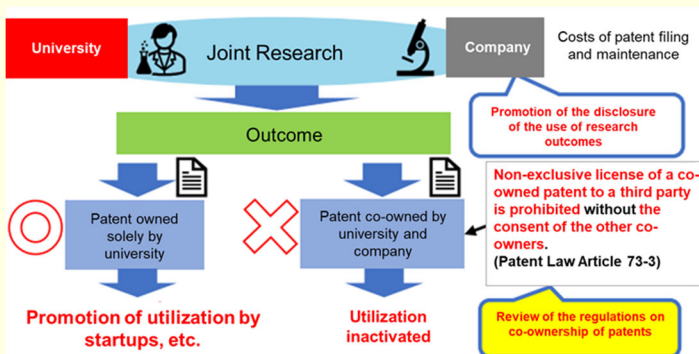 University
Joint Research
Company
Costs of patent filing
and maintenance
Promotion of the disclosure
of the use of research
outcomes
Outcome
Non-exclusive license of a co-
owned patent to a third party
is prohibited without the
consent of the other co-
owners.
(Patent Law Article 73-3)
Patent owned
solely by
university
Patent co-owned by
university and
company
Promotion of utilization by
startups, etc.
Utilization
inactivated
Review of the regulations on
co-ownership of patents